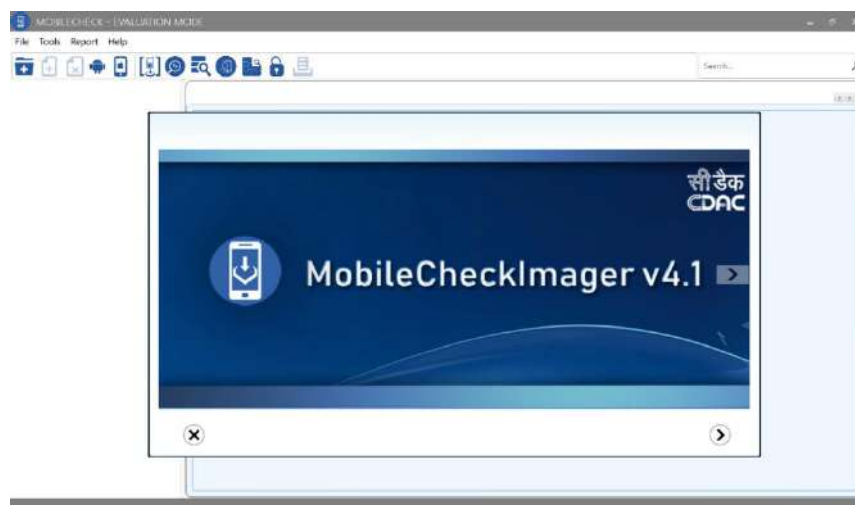 MOBILECHECK - EVALUATION MODE
File Tools Report Help
Search...
सी डैक
CDAC
MobileCheckImager v4.1